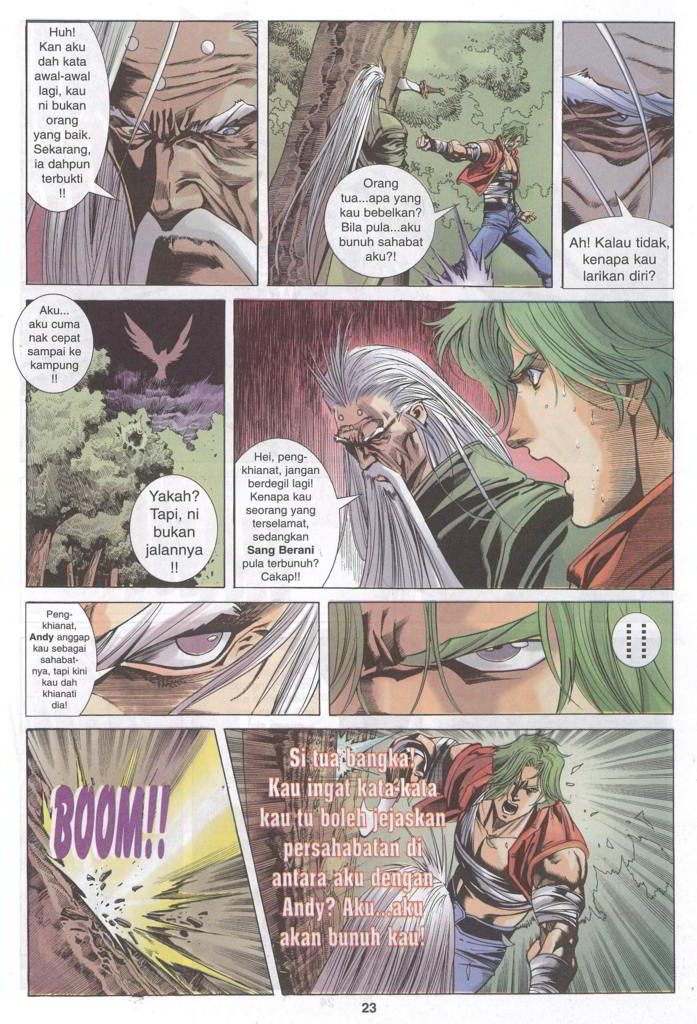 Huh!
Kan aku
dah kata
awal-awal
lagi, kau
ni bukan
orang
yang baik.
Sekarang,
ia dahpun
terbukti
!!
Orang
tua...apa yang
kau bebelkan?
Bila pula...aku
bunuh sahabat
aku?!
Ah! Kalau tidak,
kenapa kau
larikan diri?
Aku...
aku cuma
nak cepat
sampai ke
kampung
!!
Yakah?
Tapi, ni
bukan
jalannya
!!
Hei, peng-
khianat, jangan
berdegil lagi!
Kenapa kau
seorang yang
terselamat,
sedangkan
Sang Berani
pula terbunuh?
Cakap!!
Peng-
khianat,
Andy anggap
kau sebagai
sahabat-
nya, tapi kini
kau dah
khianati
dia!
!!
BOOM!!
Si tua bangka!
Kau ingat kata-kata
kau tu boleh jejaskan
persahabatan di
antara aku dengan
Andy? Aku...aku
akan bunuh kau!
23